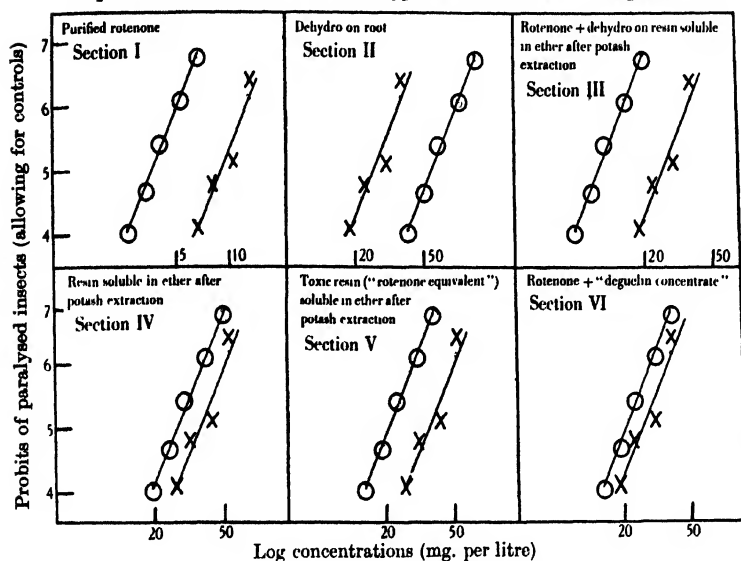 Purified rotenone
Section I
Dehydro on root
Section II
Rotenone + dehydro on resin soluble
in ether after potash
extraction
Section III
7
6
5
4
5
10
20
50
20
50
Resin soluble in ether after
potash extraction
Section IV
Toxic resin ("rotenone equivalent")
soluble in ether after
potash extraction
Section V
Rotenone + "deguelin concentrate"
Section VI
7
6
5
4
20
50
20
50
20
50
Probits of paralysed insects (allowing for controls)
Log concentrations (mg. per litre)